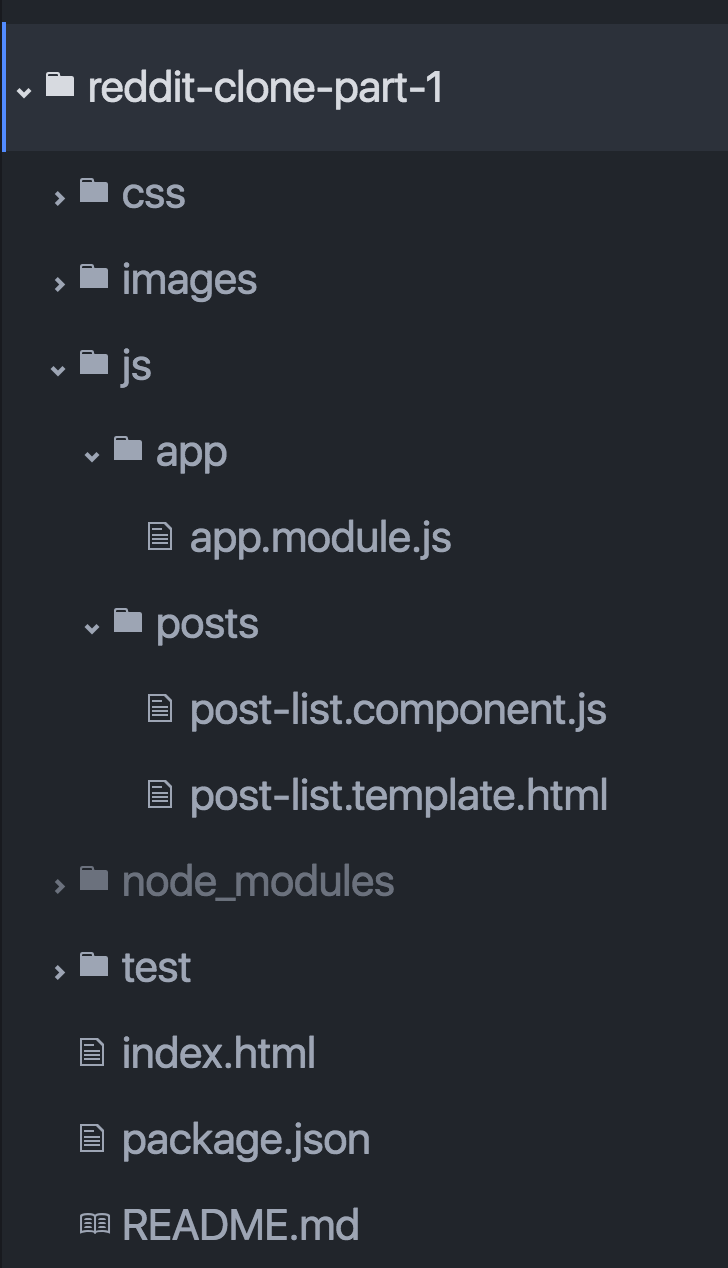 reddit-clone-part-1
css
images
js
app
app.module.js
posts
post-list.component.js
post-list.template.html
node_modules
test
index.html
package.json
README.md